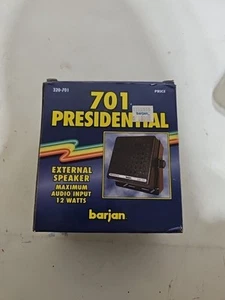 320-701
701
PRESIDENTIAL
EXTERNAL
SPEAKER
MAXIMUM
AUDIO INPUT
12 WATTS
barjan